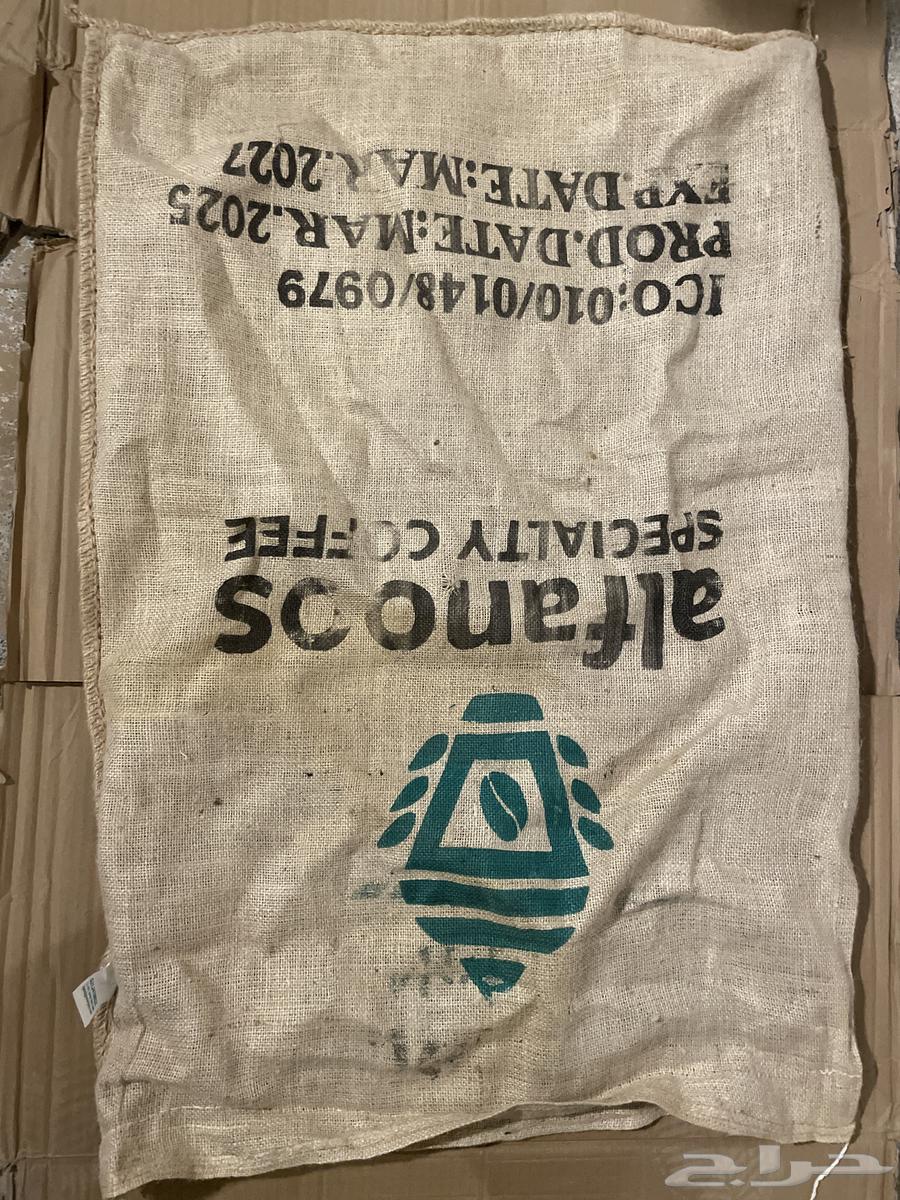 alfanoos
SPECIALTY COFFEE
ICO:010/0148/0979
PROD.DATE:MAR.2025
EXP.DATE:MAR.2027
حراج